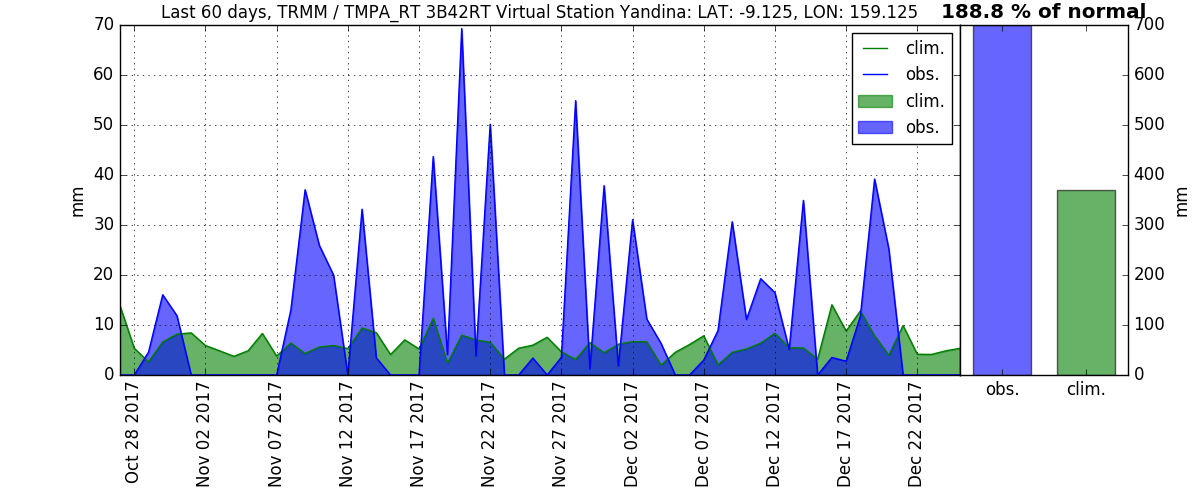 Last 60 days, TRMM / TMPA_RT 3B42RT Virtual Station Yandina: LAT: -9.125, LON: 159.125
188.8 % of normal
70
60
50
40
30
20
10
0
mm
clim.
obs.
clim.
obs.
Oct 28 2017
Nov 02 2017
Nov 07 2017
Nov 12 2017
Nov 17 2017
Nov 22 2017
Nov 27 2017
Dec 02 2017
Dec 07 2017
Dec 12 2017
Dec 17 2017
Dec 22 2017
700
600
500
400
300
200
100
0
mm
obs.
clim.